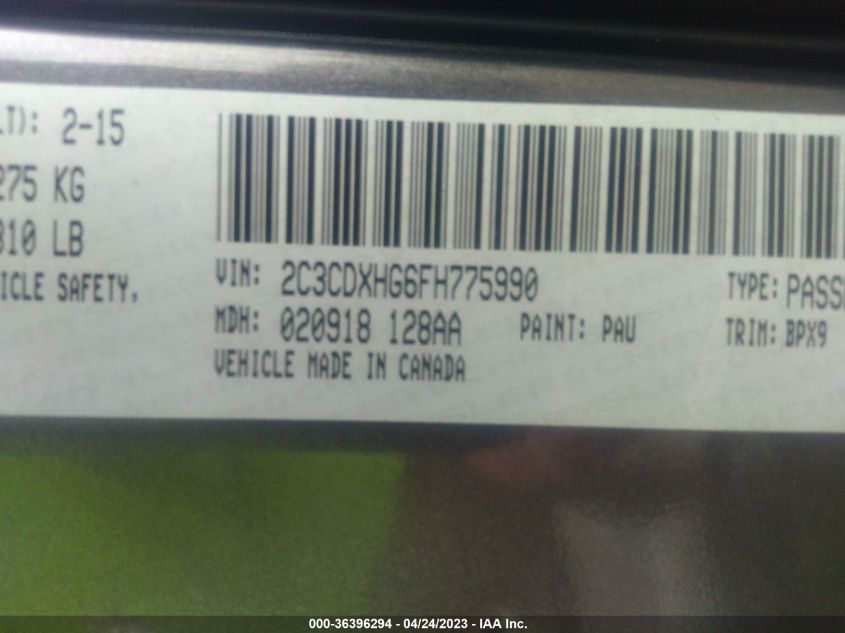 LT): 2-15
275 KG
310 LB
ICLE SAFETY,
VIN: 2C3CDXHG6FH775990
TYPE: PASS
MDH: 020918 128AA
PAINT: PAU
TRIM: BPX9
VEHICLE MADE IN CANADA
000-36396294 - 04/24/2023 - IAA Inc.